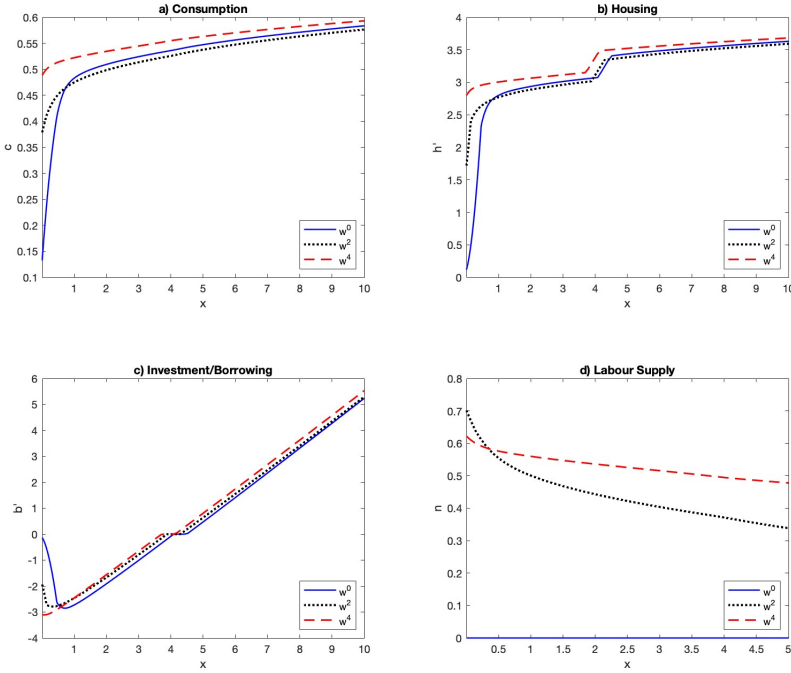 a) Consumption
0.6
0.55
0.5
0.45
0.4
0.35
0.3
0.25
0.2
0.15
0.1
c
1 2 3 4 5 6 7 8 9 10
x
w0
w2
w4
b) Housing
4
3.5
3
2.5
2
1.5
1
0.5
0
h'
1 2 3 4 5 6 7 8 9 10
x
w0
w2
w4
c) Investment/Borrowing
6
5
4
3
2
1
0
-1
-2
-3
-4
b'
1 2 3 4 5 6 7 8 9 10
x
w0
w2
w4
d) Labour Supply
0.8
0.7
0.6
0.5
0.4
0.3
0.2
0.1
0
n
0.5 1 1.5 2 2.5 3 3.5 4 4.5 5
x
w0
w2
w4